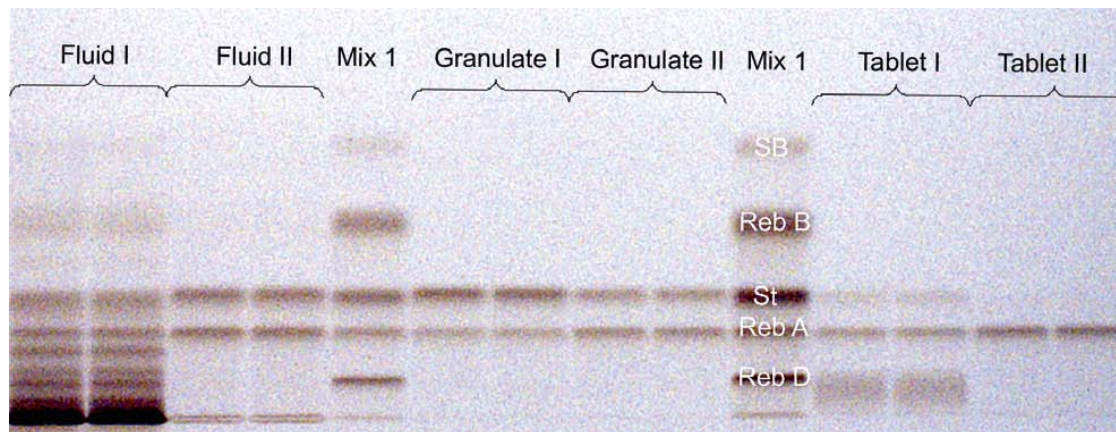 Fluid I Fluid II Mix 1 Granulate I Granulate II Mix 1 Tablet I Tablet II
SB
Reb B
St
Reb A
Reb D